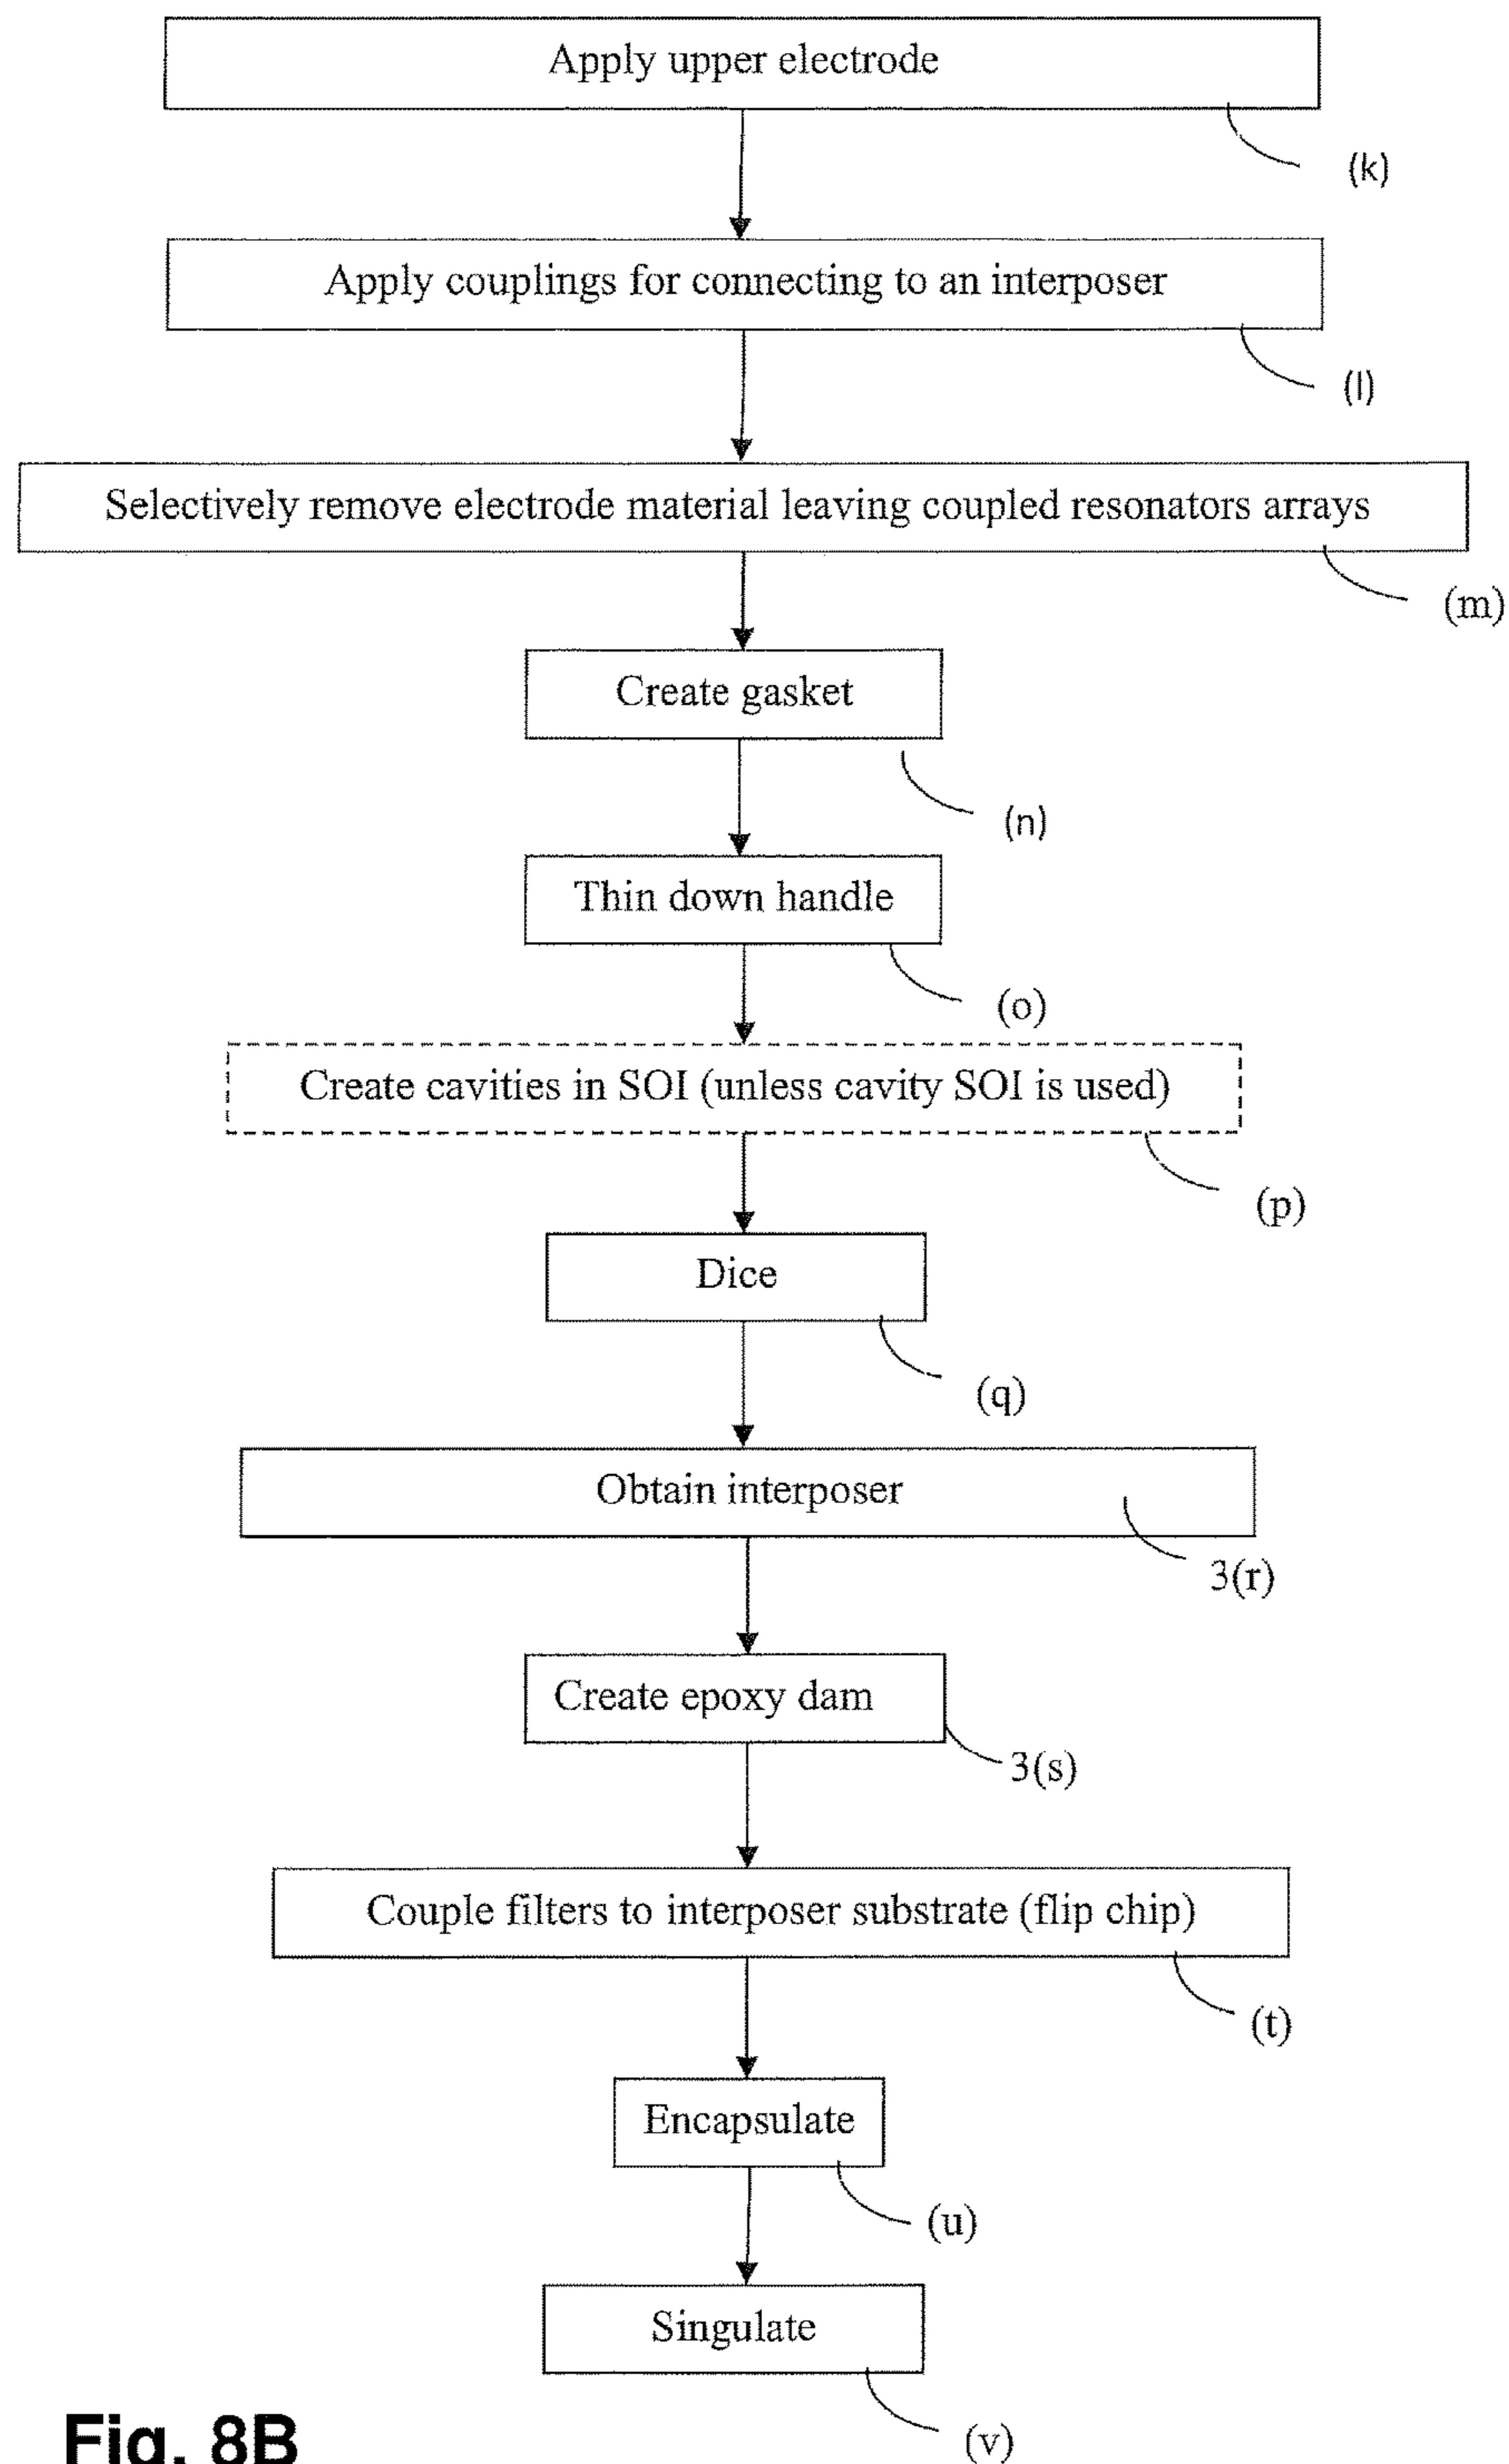 Apply upper electrode
(k)
Apply couplings for connecting to an interposer
(l)
Selectively remove electrode material leaving coupled resonators arrays
(m)
Create gasket
(n)
Thin down handle
(o)
Create cavities in SOI (unless cavity SOI is used)
(p)
Dice
(q)
Obtain interposer
3(r)
Create epoxy dam
3(s)
Couple filters to interposer substrate (flip chip)
(t)
Encapsulate
(u)
Singulate
(v)
Fig. 8B